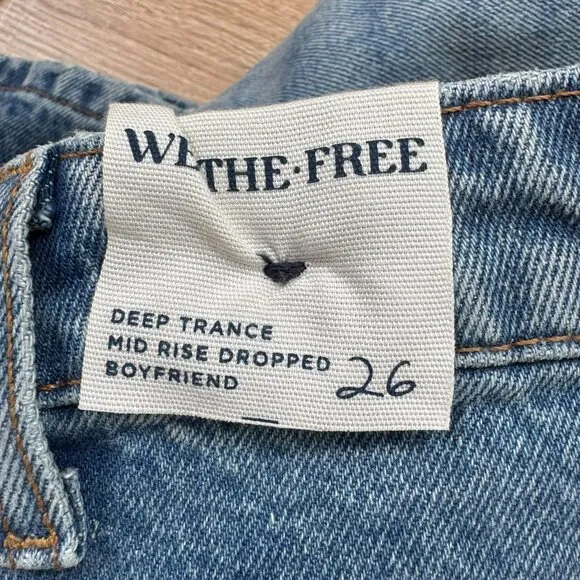 WE THE·FREE
DEEP TRANCE
MID RISE DROPPED
BOYFRIEND
26